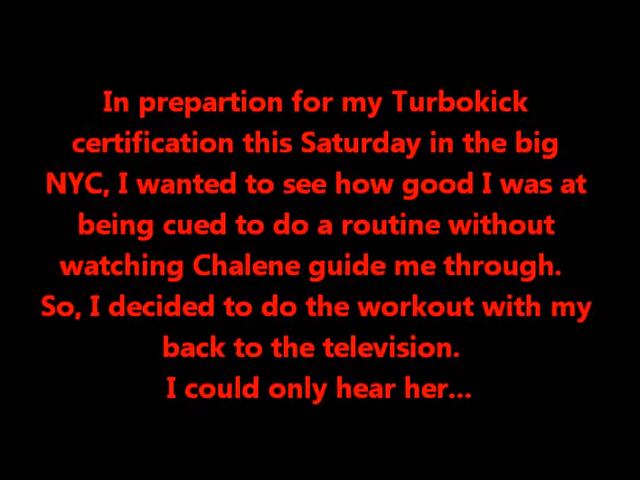 In prepartion for my Turbokick
certification this Saturday in the big
NYC, I wanted to see how good I was at
being cued to do a routine without
watching Chalene guide me through.
So, I decided to do the workout with my
back to the television.
I could only hear her...